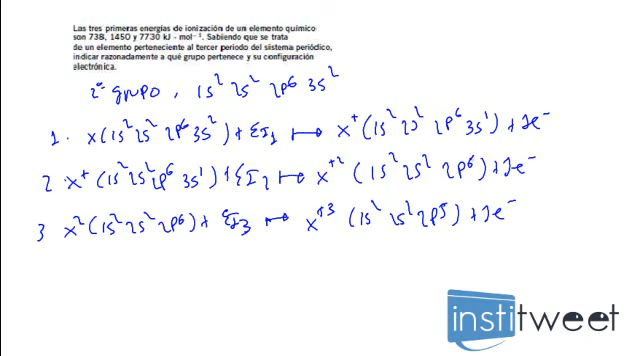 Las tres primeras energías de ionización de un elemento químico
son 738, 1450 y 7730 kJ · mol⁻¹. Sabiendo que se trata
de un elemento perteneciente al tercer periodo del sistema periódico,
indicar razonadamente a qué grupo pertenece y su configuración
electrónica.
2º grupo, 1s² 2s² 2p⁶ 3s²
1. x (1s² 2s² 2p⁶ 3s²) + EI₁ ↦ x⁺ (1s² 2s² 2p⁶ 3s¹) + 1e⁻
2. x⁺ (1s² 2s² 2p⁶ 3s¹) + EI₂ ↦ x⁺² (1s² 2s² 2p⁶) + 1e⁻
3 x² (1s² 2s² 2p⁶) + EI₃ ↦ x⁺³ (1s² 2s² 2p⁵) + 1e⁻
institweet